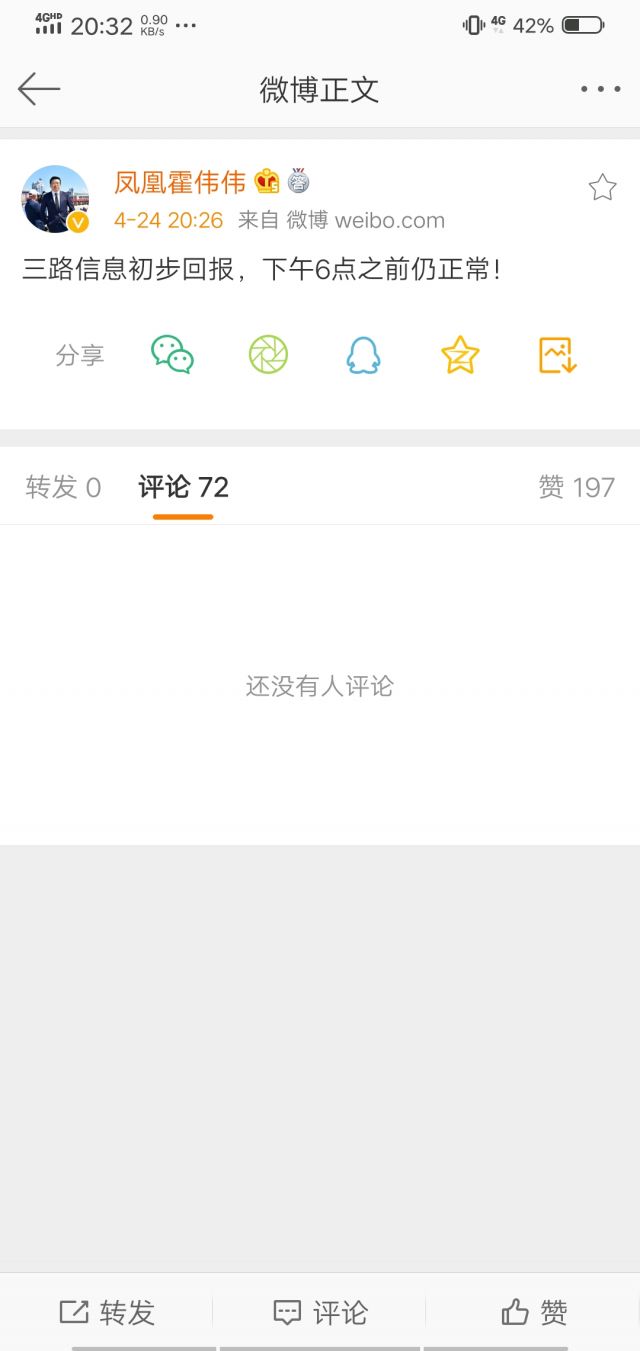 4GHD 20:32 0.90 KB/s ··· 4G 42%
微博正文
凤凰霍伟伟
4-24 20:26 来自 微博 weibo.com
三路信息初步回报，下午6点之前仍正常！
分享
转发 0 评论 72 赞 197
还没有人评论
转发 评论 赞